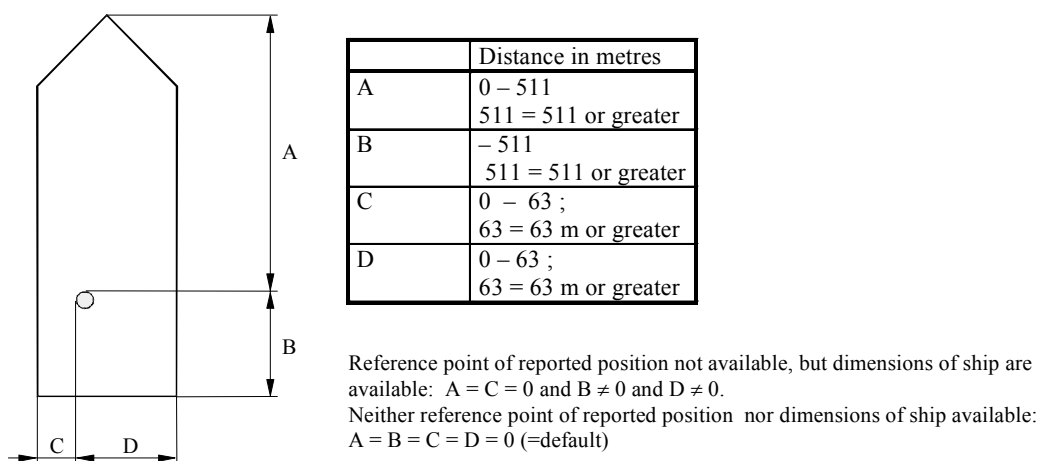 Distance in metres
A 0 – 511
511 = 511 or greater
B – 511
511 = 511 or greater
C 0 – 63 ;
63 = 63 m or greater
D 0 – 63 ;
63 = 63 m or greater
A
B
C D
Reference point of reported position not available, but dimensions of ship are
available: A = C = 0 and B ≠ 0 and D ≠ 0.
Neither reference point of reported position nor dimensions of ship available:
A = B = C = D = 0 (=default)